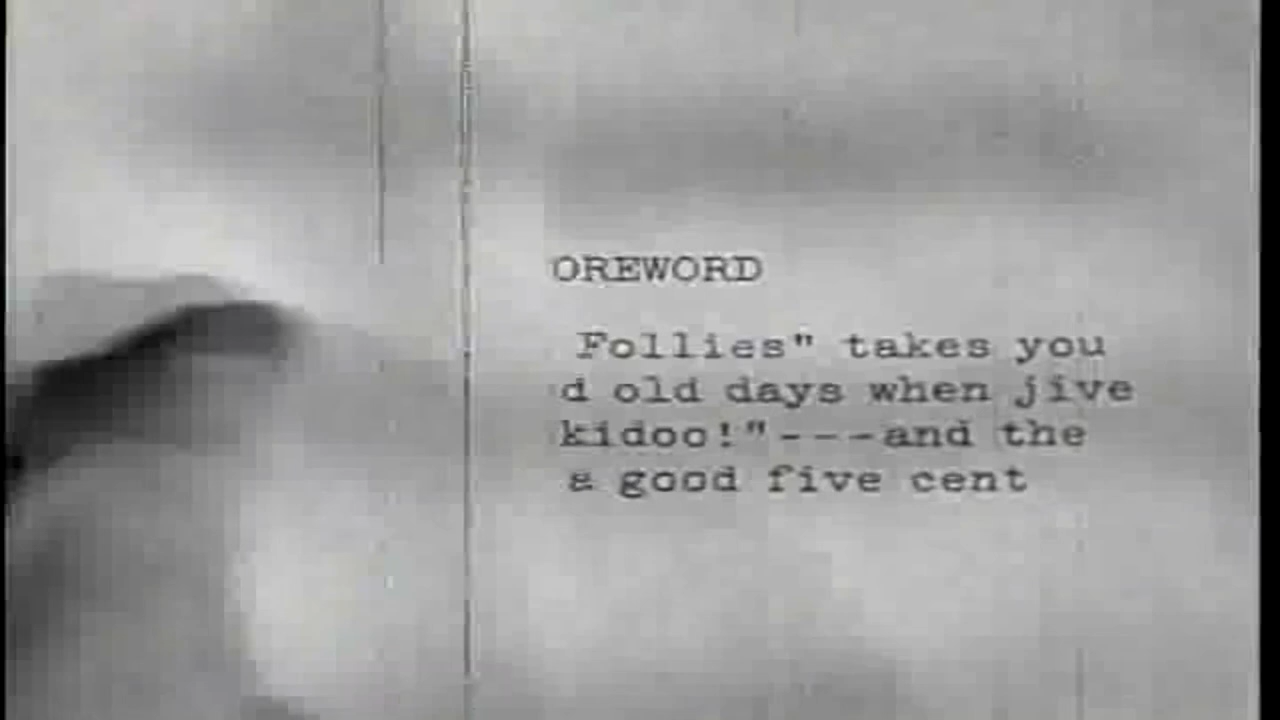 OREWORD
Follies" takes you
d old days when jive
kidoo!"---and the
a good five cent